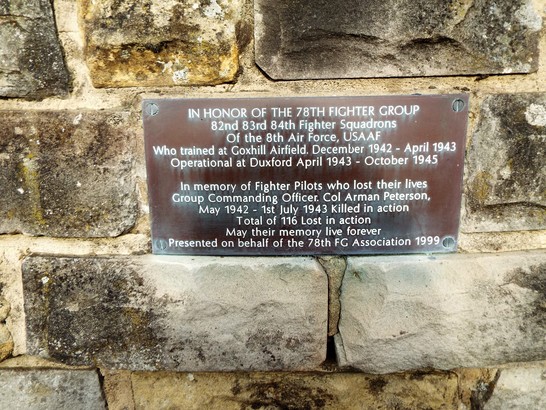 IN HONOR OF THE 78TH FIGHTER GROUP
82nd 83rd 84th Fighter Squadrons
Of the 8th Air Force, USAAF
Who trained at Goxhill Airfield. December 1942 - April 1943
Operational at Duxford April 1943 - October 1945
In memory of Fighter Pilots who lost their lives
Group Commanding Officer. Col Arman Peterson,
May 1942 - 1st July 1943 Killed in action
Total of 116 Lost in action
May their memory live forever
Presented on behalf of the 78th FG Association 1999